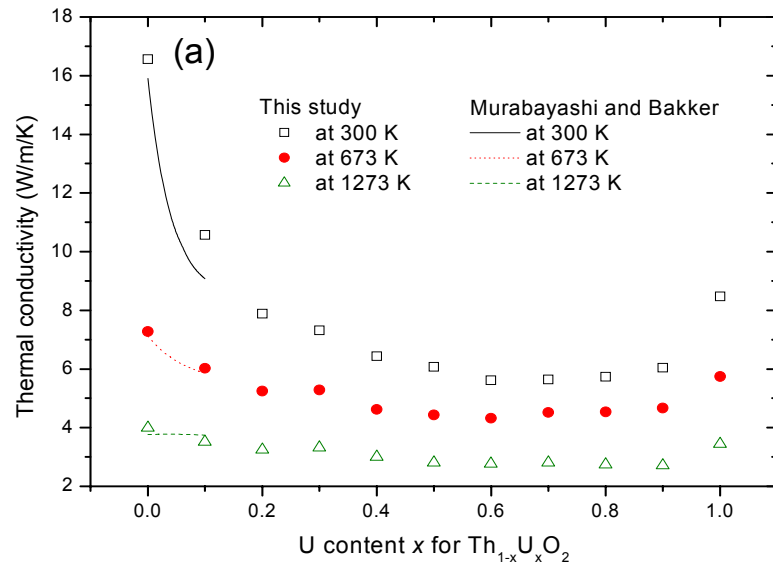 (a)
This study
at 300 K
at 673 K
at 1273 K
Murabayashi and Bakker
at 300 K
at 673 K
at 1273 K
Thermal conductivity (W/m/K)
18
16
14
12
10
8
6
4
2
0.0 0.2 0.4 0.6 0.8 1.0
U content x for Th1-xUxO2